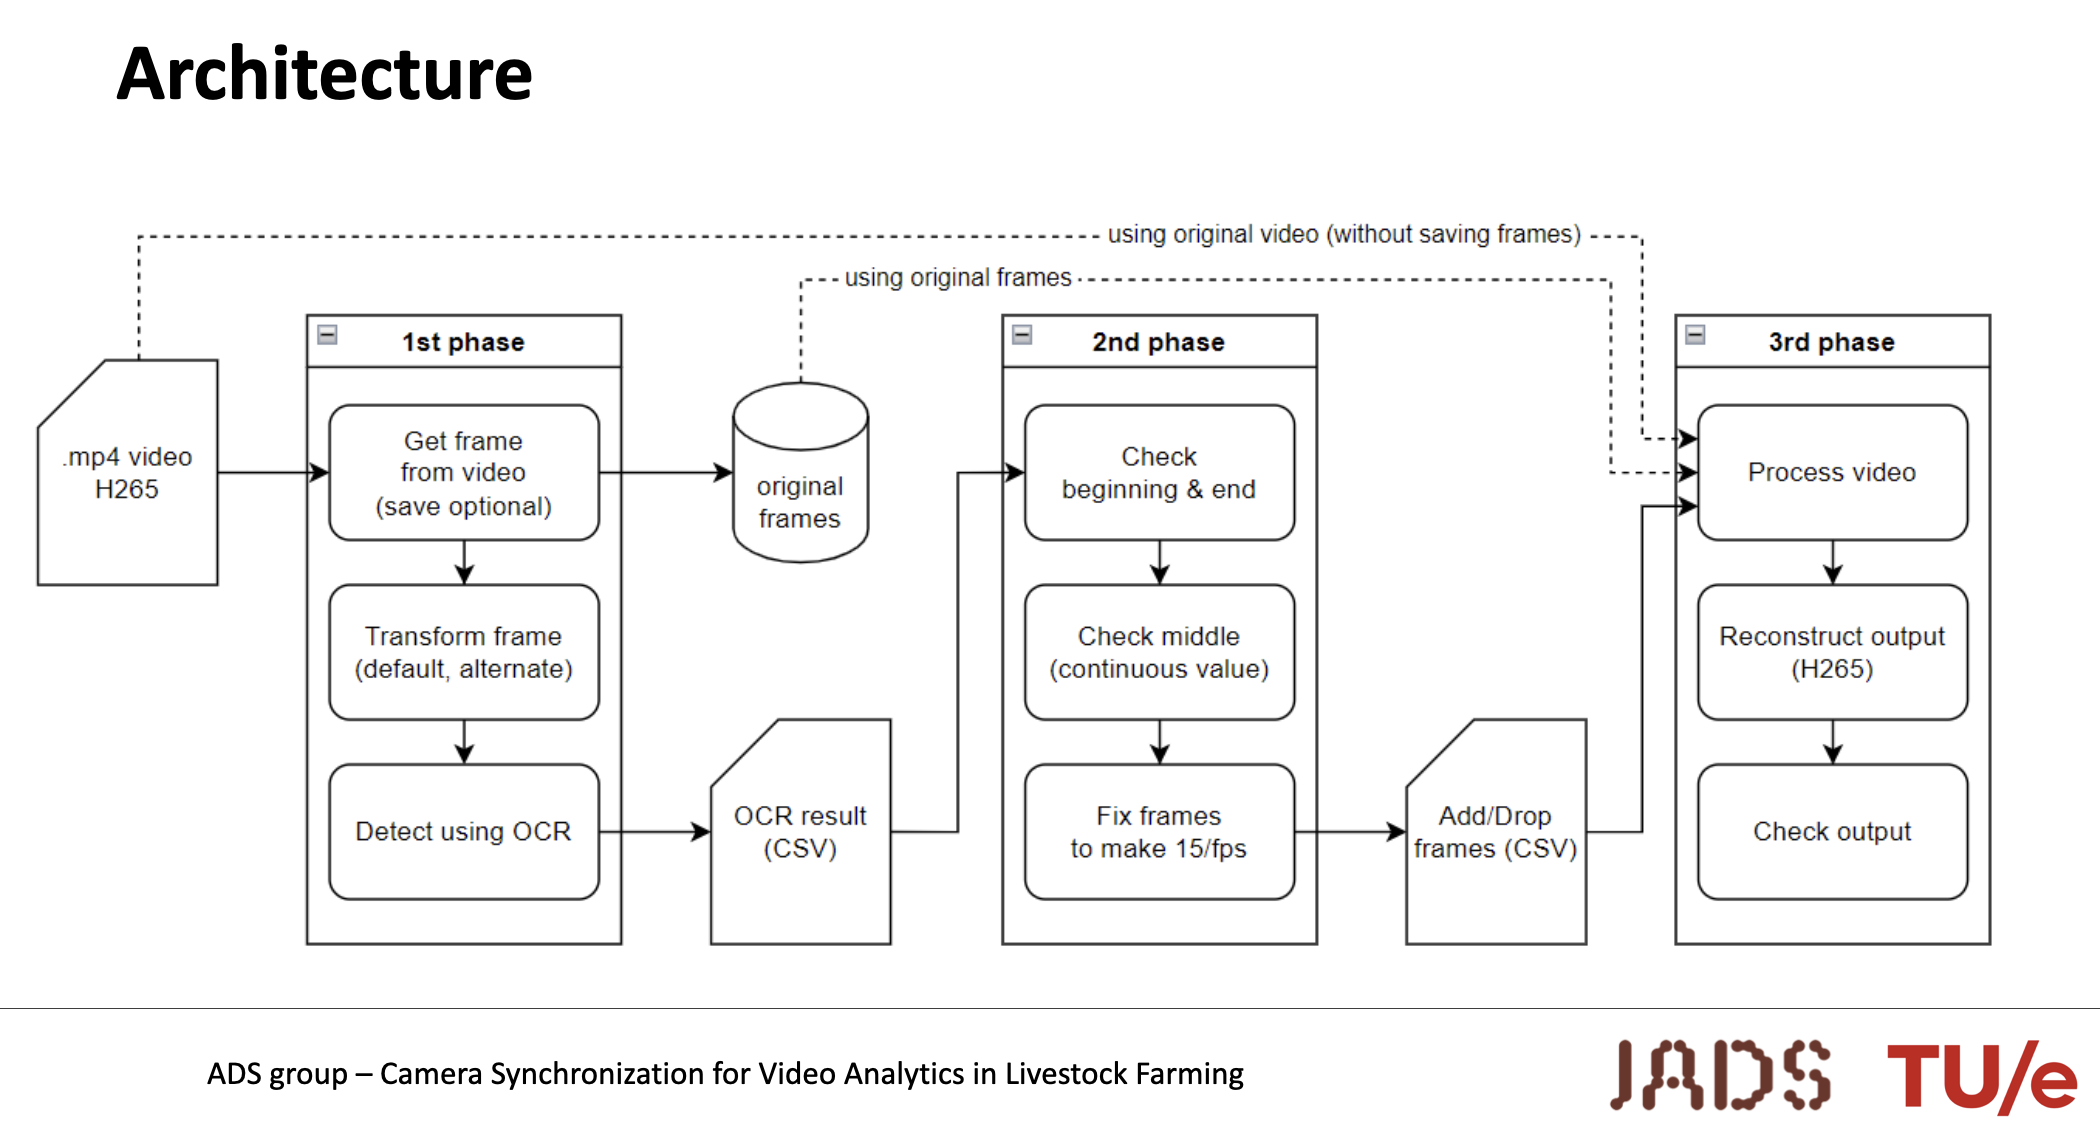 Architecture
using original video (without saving frames)
using original frames
.mp4 video
H265
1st phase
Get frame
from video
(save optional)
Transform frame
(default, alternate)
Detect using OCR
original
frames
OCR result
(CSV)
2nd phase
Check
beginning & end
Check middle
(continuous value)
Fix frames
to make 15/fps
Add/Drop
frames (CSV)
3rd phase
Process video
Reconstruct output
(H265)
Check output
ADS group – Camera Synchronization for Video Analytics in Livestock Farming
JADS
TU/e